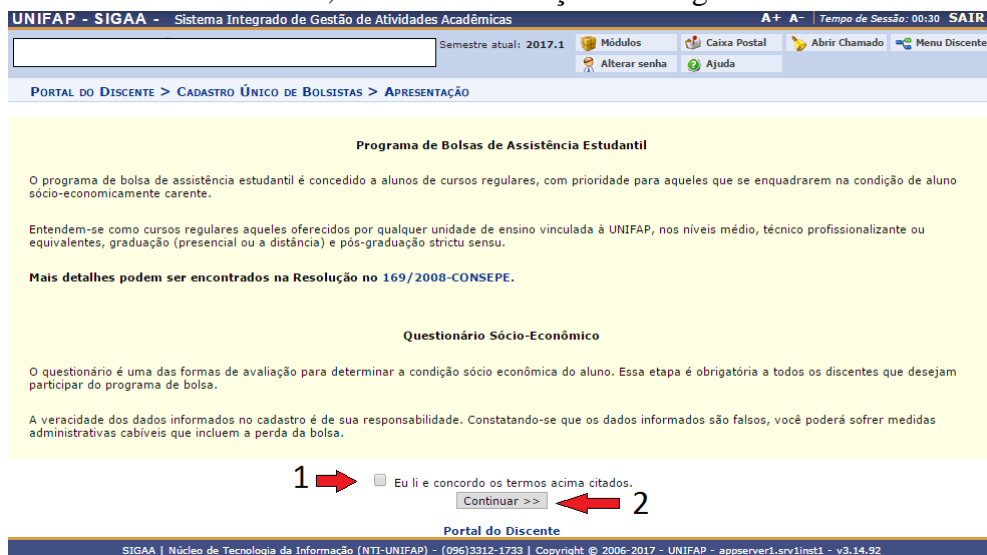 UNIFAP - SIGAA - Sistema Integrado de Gestão de Atividades Acadêmicas A+ A- | Tempo de Sessão: 00:30 SAIR
Semestre atual: 2017.1 Módulos Caixa Postal Abrir Chamado Menu Discente
Alterar senha Ajuda
PORTAL DO DISCENTE > CADASTRO ÚNICO DE BOLSISTAS > APRESENTAÇÃO
Programa de Bolsas de Assistência Estudantil
O programa de bolsa de assistência estudantil é concedido a alunos de cursos regulares, com prioridade para aqueles que se enquadrarem na condição de aluno
sócio-economicamente carente.
Entendem-se como cursos regulares aqueles oferecidos por qualquer unidade de ensino vinculada à UNIFAP, nos níveis médio, técnico profissionalizante ou
equivalentes, graduação (presencial ou a distância) e pós-graduação strictu sensu.
Mais detalhes podem ser encontrados na Resolução no 169/2008-CONSEPE.
Questionário Sócio-Econômico
O questionário é uma das formas de avaliação para determinar a condição sócio econômica do aluno. Essa etapa é obrigatória a todos os discentes que desejam
participar do programa de bolsa.
A veracidade dos dados informados no cadastro é de sua responsabilidade. Constatando-se que os dados informados são falsos, você poderá sofrer medidas
administrativas cabíveis que incluem a perda da bolsa.
1 Eu li e concordo os termos acima citados.
Continuar >> 2
Portal do Discente
SIGAA | Núcleo de Tecnologia da Informação (NTI-UNIFAP) - (096)3312-1733 | Copyright © 2006-2017 - UNIFAP - appserver1.srv1inst1 - v3.14.92